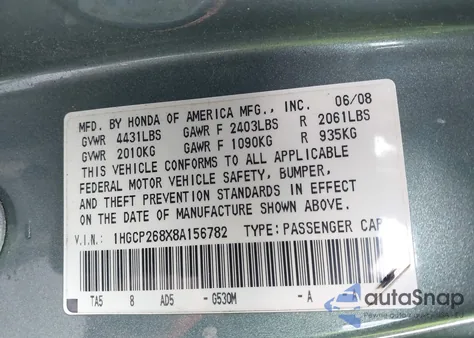 MFD. BY HONDA OF AMERICA MFG., INC. 06/08
GVWR 4431LBS GAWR F 2403LBS R 2061LBS
GVWR 2010KG GAWR F 1090KG R 935KG
THIS VEHICLE CONFORMS TO ALL APPLICABLE
FEDERAL MOTOR VEHICLE SAFETY, BUMPER,
AND THEFT PREVENTION STANDARDS IN EFFECT
ON THE DATE OF MANUFACTURE SHOWN ABOVE.
V.I.N.: 1HGCP268X8A156782 TYPE: PASSENGER CAR
TA5 8 AD5 - G530M - A
autoSnap